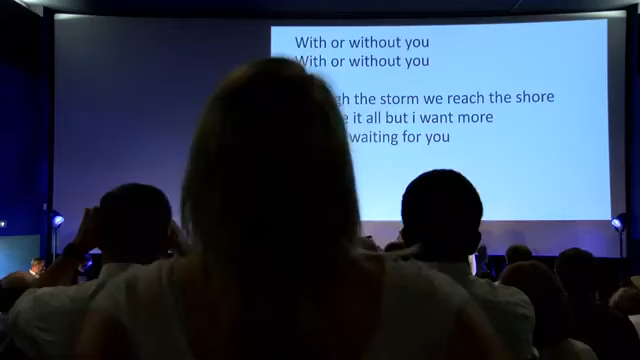 With or without you
With or without you
gh the storm we reach the shore
e it all but i want more
waiting for you